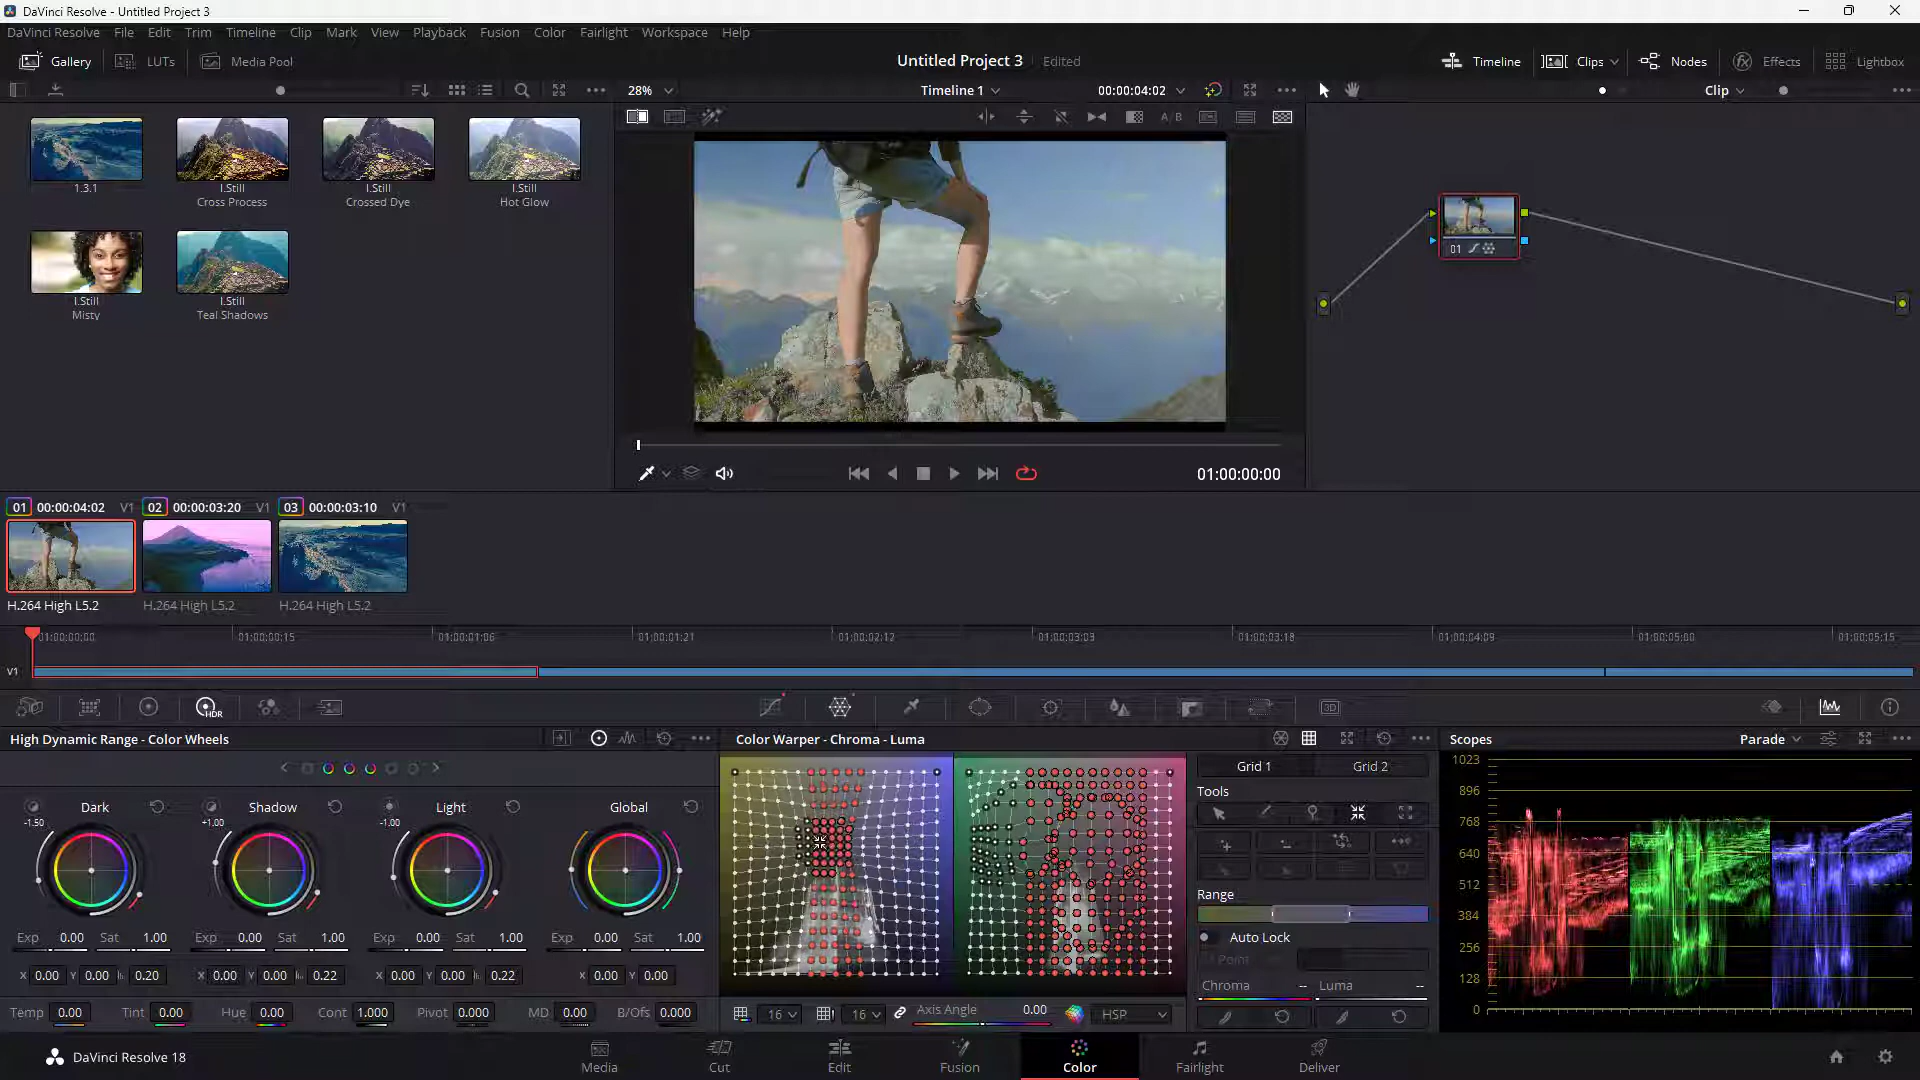 DaVinci Resolve - Untitled Project 3
DaVinci Resolve File Edit Trim Timeline Clip Mark View Playback Fusion Color Fairlight Workspace Help
Gallery LUTs Media Pool Untitled Project 3 Edited Timeline Clips Nodes Effects Lightbox
28% Timeline 1 00:00:04:02 Clip
A/B
1.3.1
I.Still
Cross Process
I.Still
Crossed Dye
I.Still
Hot Glow
I.Still
Misty
I.Still
Teal Shadows
01
01:00:00:00
01 00:00:04:02 V1 02 00:00:03:20 V1 03 00:00:03:10 V1
H.264 High L5.2 H.264 High L5.2 H.264 High L5.2
01:00:00:00 01:00:00:15 01:00:01:06 01:00:01:21 01:00:02:12 01:00:03:03 01:00:03:18 01:00:04:09 01:00:05:00 01:00:05:15
V1
HDR 3D
High Dynamic Range - Color Wheels
Dark Shadow Light Global
-1.50 +1.00 -1.00
Exp 0.00 Sat 1.00 Exp 0.00 Sat 1.00 Exp 0.00 Sat 1.00 Exp 0.00 Sat 1.00
X 0.00 Y 0.00 0.20 X 0.00 Y 0.00 0.22 X 0.00 Y 0.00 0.22 X 0.00 Y 0.00
Temp 0.00 Tint 0.00 Hue 0.00 Cont 1.000 Pivot 0.000 MD 0.00 B/Ofs 0.000
Color Warper - Chroma - Luma
16 16 Axis Angle 0.00 HSP
Grid 1 Grid 2
Tools
Range
Auto Lock
Point
Chroma -- Luma --
Scopes Parade
1023
896
768
640
512
384
256
128
0
DaVinci Resolve 18
Media Cut Edit Fusion Color Fairlight Deliver